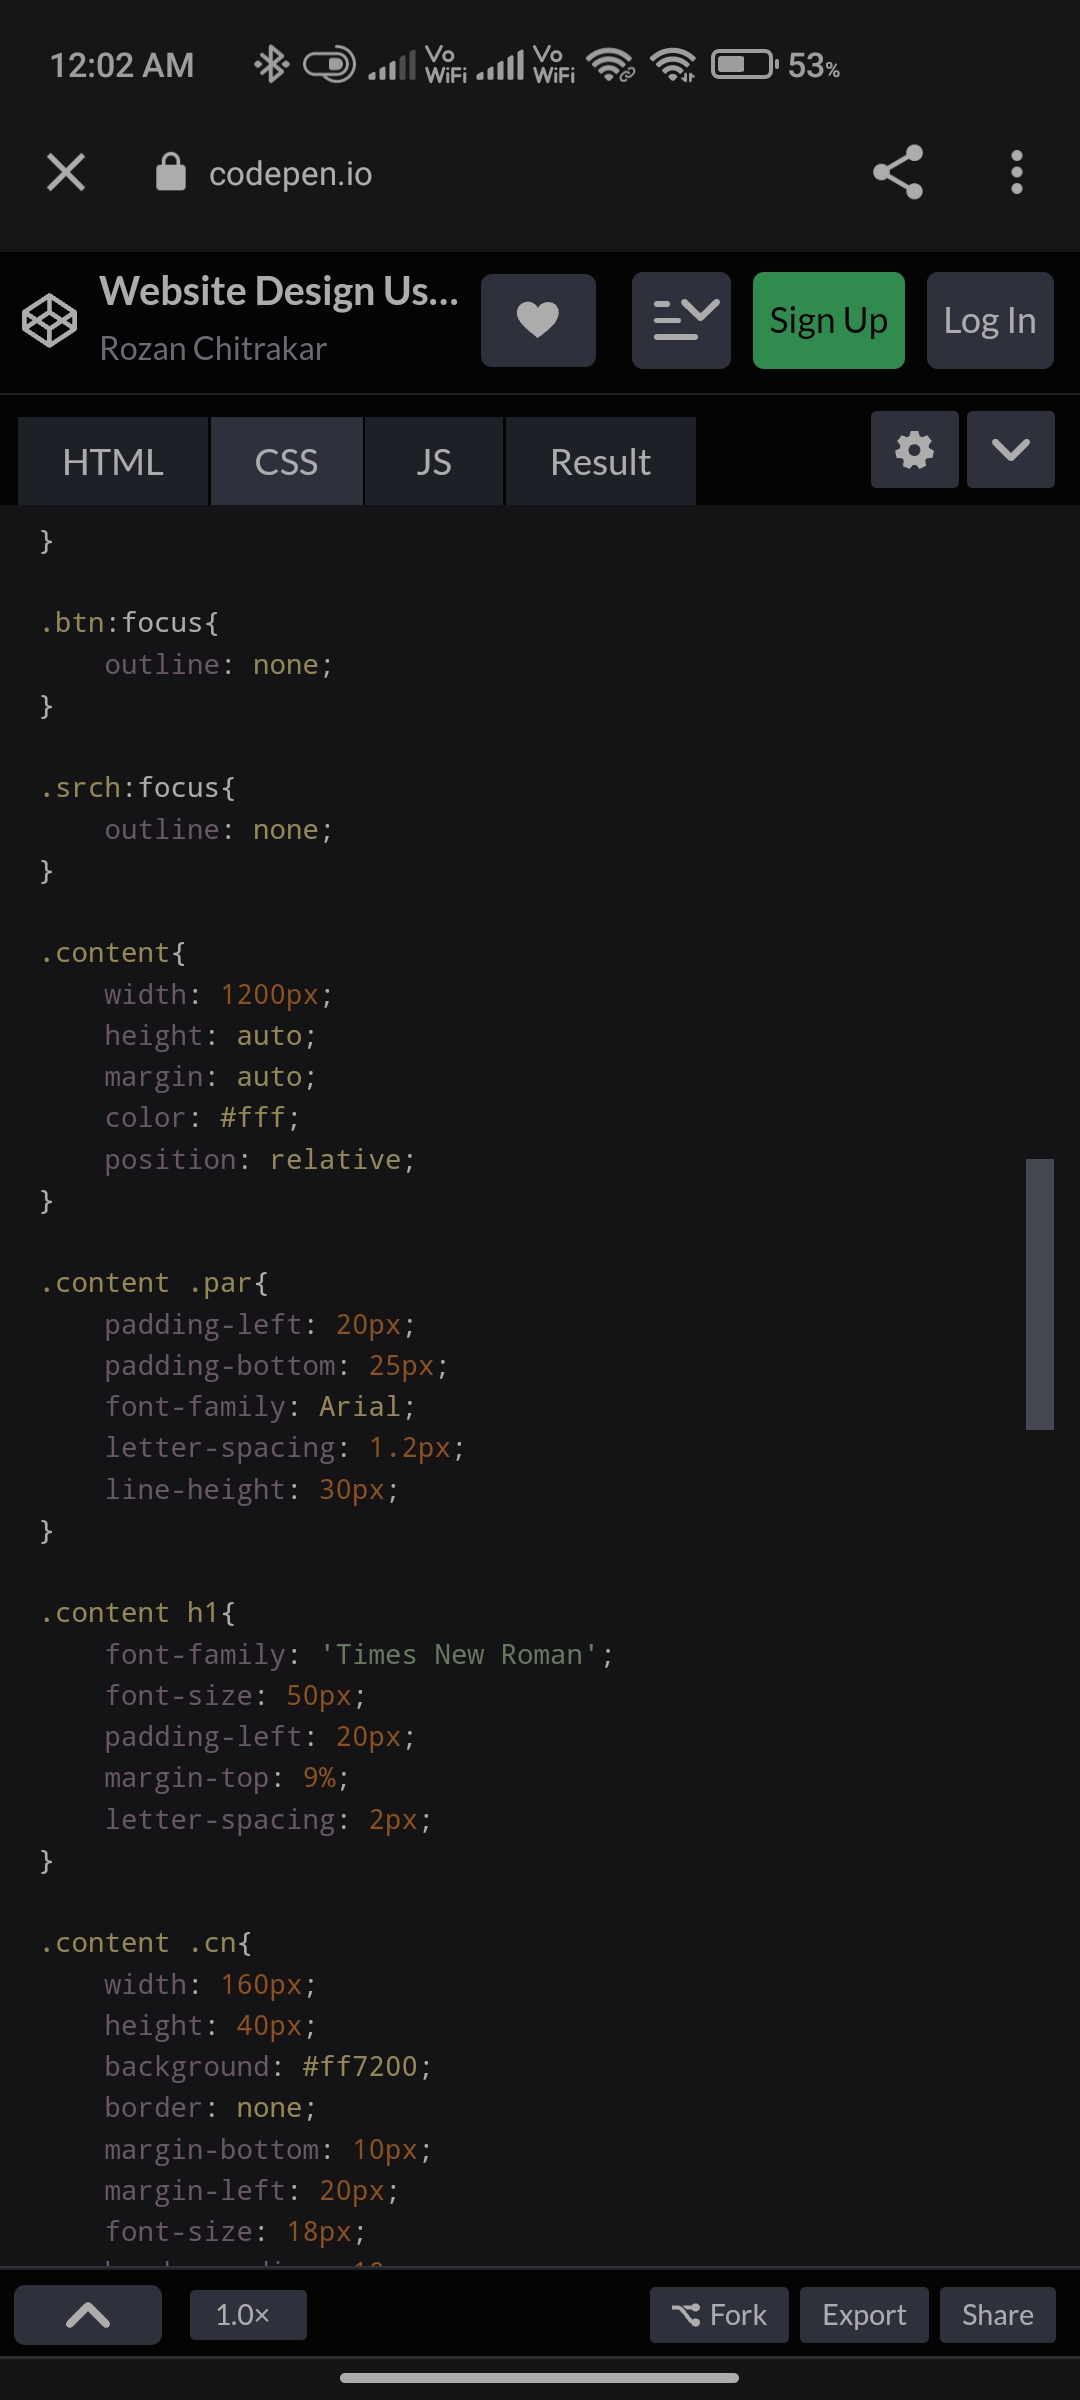 12:02 AM Vo WiFi Vo WiFi 53%
codepen.io
Website Design Us...
Rozan Chitrakar
Sign Up
Log In
HTML CSS JS Result
}
.btn:focus{
    outline: none;
}
.srch:focus{
    outline: none;
}
.content{
    width: 1200px;
    height: auto;
    margin: auto;
    color: #fff;
    position: relative;
}
.content .par{
    padding-left: 20px;
    padding-bottom: 25px;
    font-family: Arial;
    letter-spacing: 1.2px;
    line-height: 30px;
}
.content h1{
    font-family: 'Times New Roman';
    font-size: 50px;
    padding-left: 20px;
    margin-top: 9%;
    letter-spacing: 2px;
}
.content .cn{
    width: 160px;
    height: 40px;
    background: #ff7200;
    border: none;
    margin-bottom: 10px;
    margin-left: 20px;
    font-size: 18px;
1.0× Fork Export Share